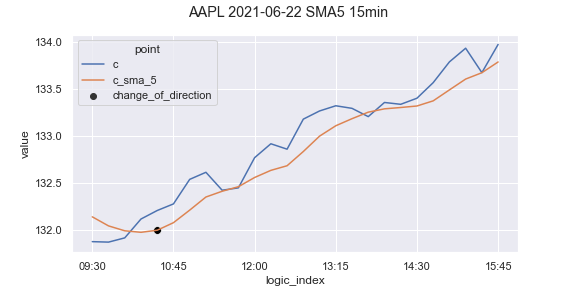 AAPL 2021-06-22 SMA5 15min
point
c
c_sma_5
change_of_direction
134.0
133.5
133.0
132.5
132.0
value
09:30 10:45 12:00 13:15 14:30 15:45
logic_index